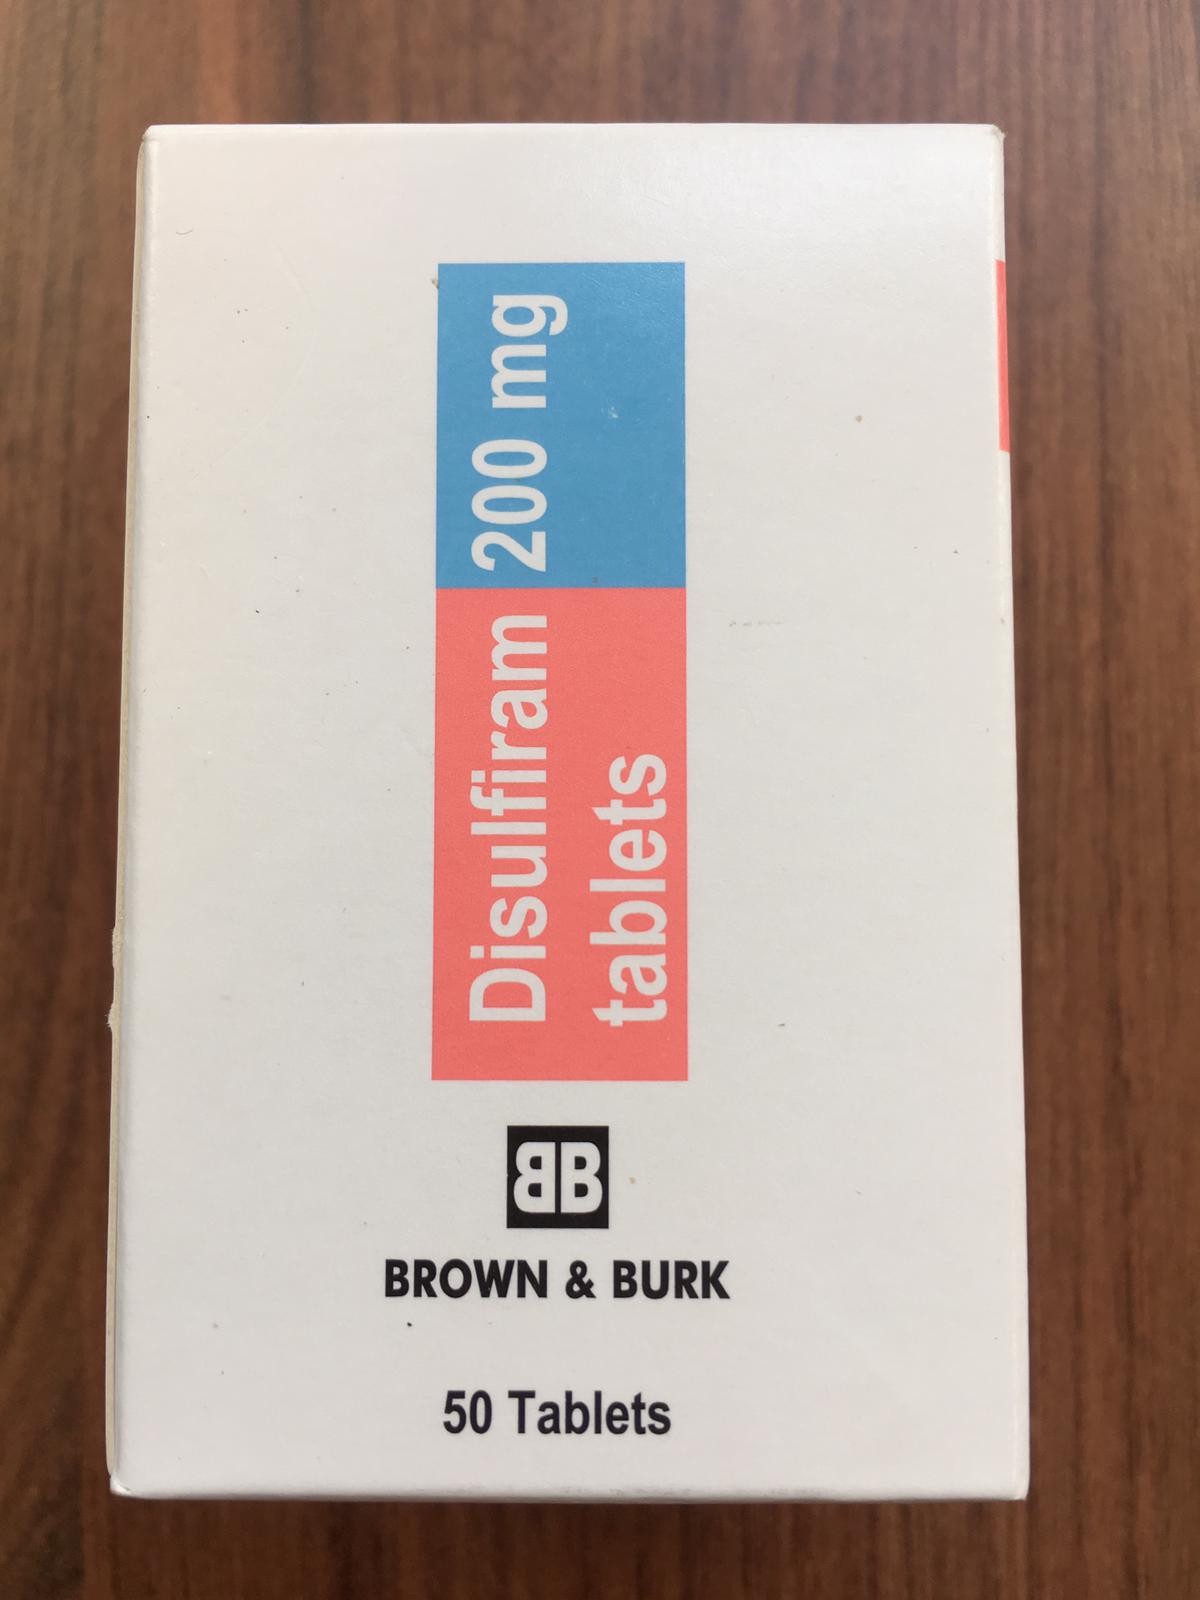 Disulfiram 200 mg
tablets
BB
BROWN & BURK
50 Tablets